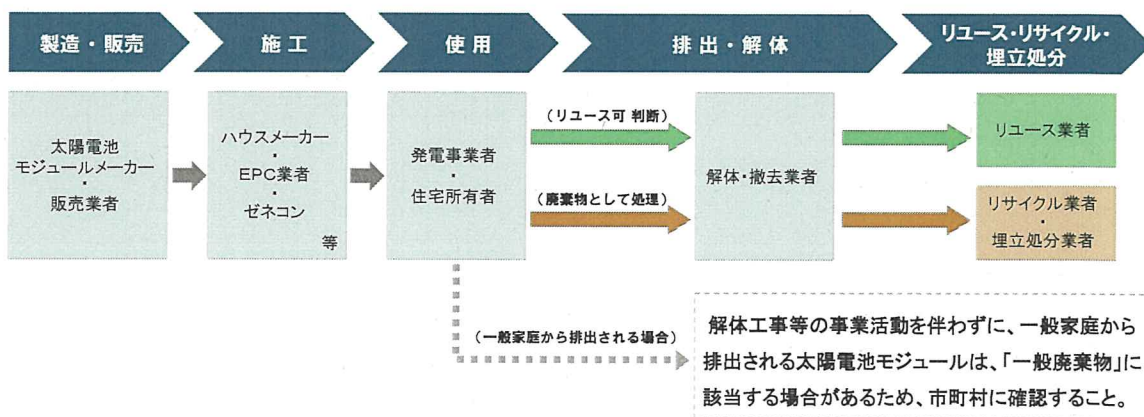 製造・販売
施工
使用
排出・解体
リユース・リサイクル・
埋立処分
太陽電池
モジュールメーカー
・
販売業者
ハウスメーカー
・
EPC業者
・
ゼネコン
等
発電事業者
・
住宅所有者
(リユース可 判断)
(廃棄物として処理)
解体・撤去業者
リユース業者
リサイクル業者
・
埋立処分業者
(一般家庭から排出される場合)
解体工事等の事業活動を伴わずに、一般家庭から
排出される太陽電池モジュールは、「一般廃棄物」に
該当する場合があるため、市町村に確認すること。